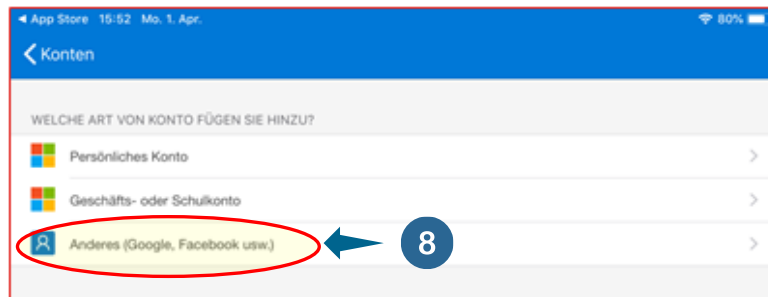 App Store 15:52 Mo. 1. Apr. 80%
Konten
WELCHE ART VON KONTO FÜGEN SIE HINZU?
Persönliches Konto
Geschäfts- oder Schulkonto
Anderes (Google, Facebook usw.)
8